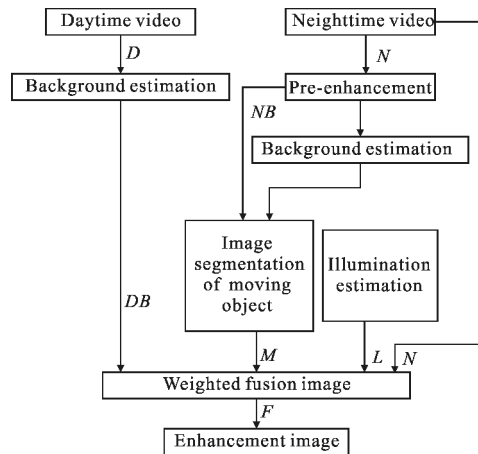 Daytime video
Neighttime video
D
N
Background estimation
Pre-enhancement
NB
Background estimation
Image
segmentation
of moving
object
Illumination
estimation
DB
M
L
N
Weighted fusion image
F
Enhancement image